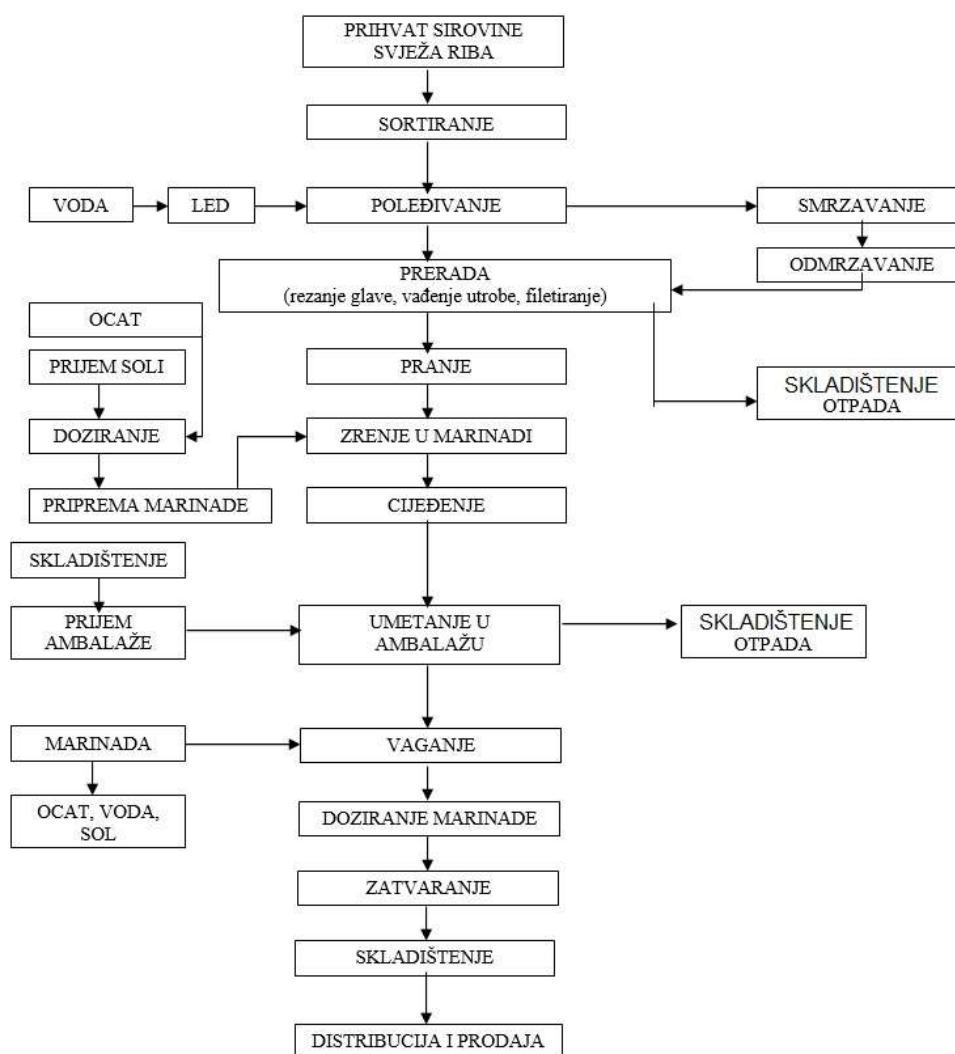 PRIHVAT SIROVINE
SVJEŽA RIBA
SORTIRANJE
VODA
LED
POLEĐIVANJE
SMRZAVANJE
ODMRZAVANJE
PRERADA
(rezanje glave, vađenje utrobe, filetiranje)
OCAT
PRIJEM SOLI
PRANJE
SKLADIŠTENJE
OTPADA
DOZIRANJE
ZRENJE U MARINADI
PRIPREMA MARINADE
CIJEĐENJE
SKLADIŠTENJE
PRIJEM
AMBALAŽE
UMETANJE U
AMBALAŽU
SKLADIŠTENJE
OTPADA
MARINADA
VAGANJE
OCAT, VODA,
SOL
DOZIRANJE MARINADE
ZATVARANJE
SKLADIŠTENJE
DISTRIBUCIJA I PRODAJA